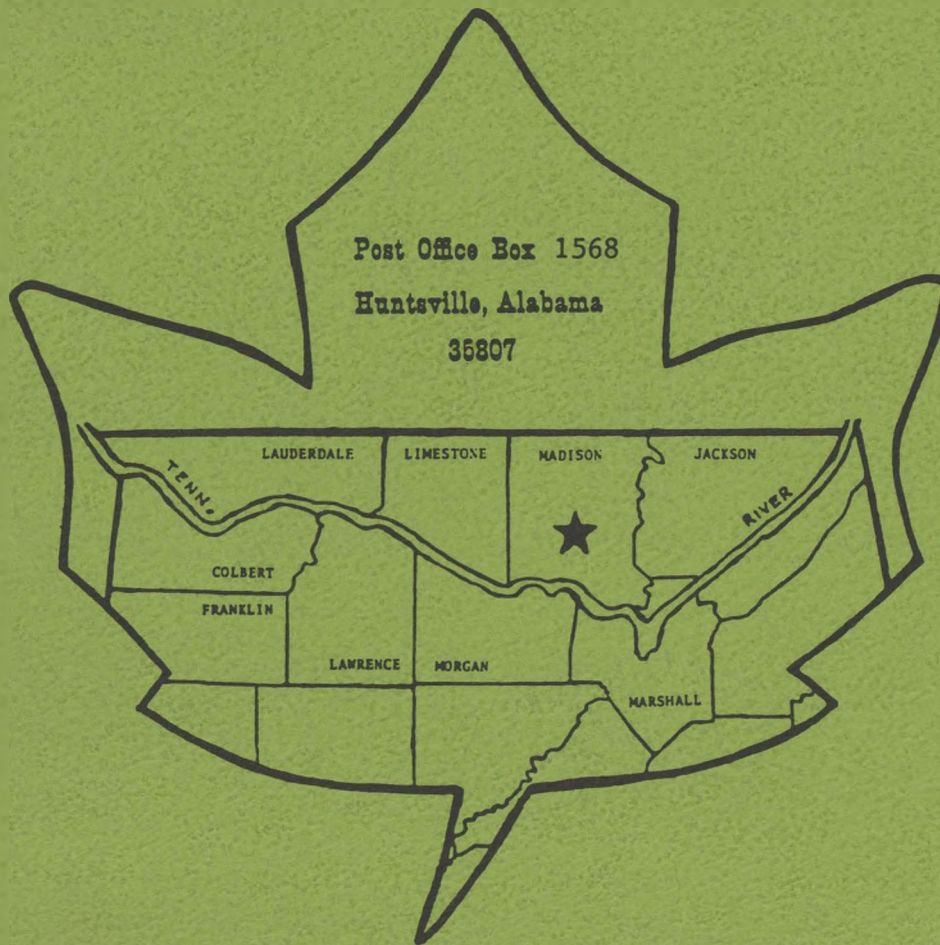 Post Office Box 1568
Huntsville, Alabama
35807
LAUDERDALE LIMESTONE MADISON JACKSON
TENN. RIVER
COLBERT
FRANKLIN
LAWRENCE MORGAN
MARSHALL